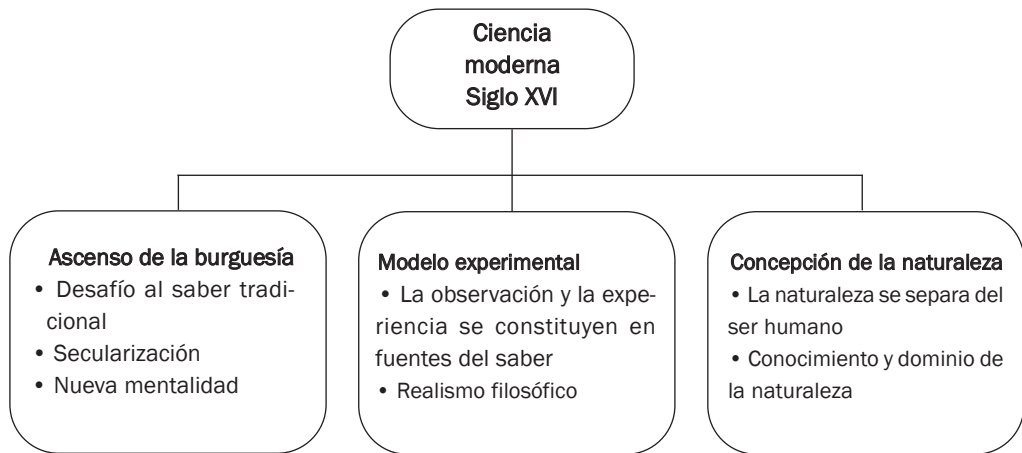 Ciencia
moderna
Siglo XVI
Ascenso de la burguesía
• Desafío al saber tradi-
cional
• Secularización
• Nueva mentalidad
Modelo experimental
• La observación y la expe-
riencia se constituyen en
fuentes del saber
• Realismo filosófico
Concepción de la naturaleza
• La naturaleza se separa del
ser humano
• Conocimiento y dominio de
la naturaleza